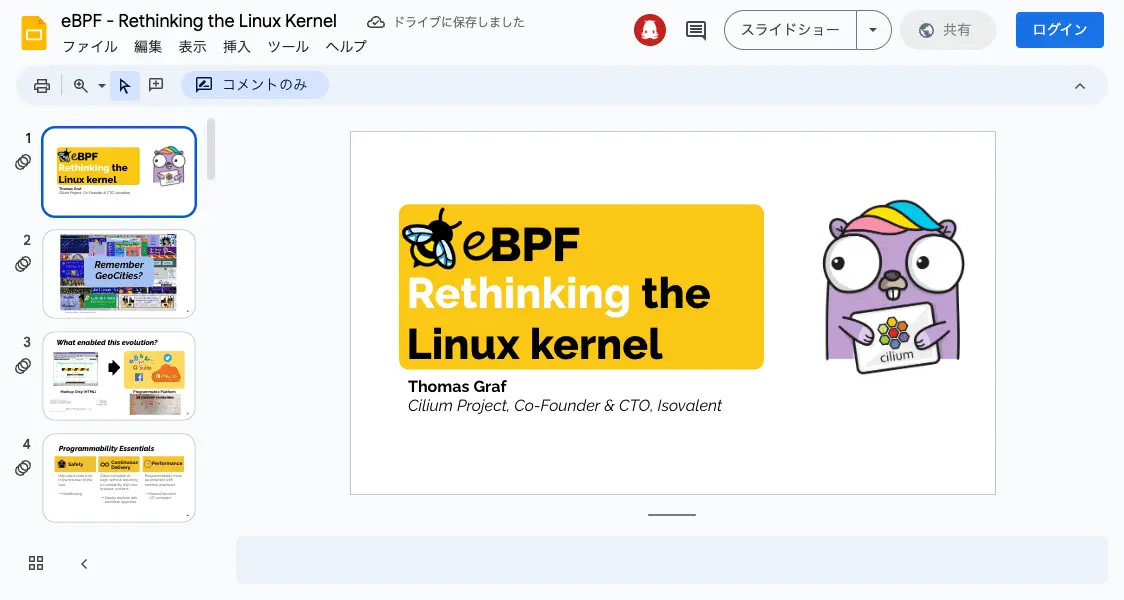 eBPF - Rethinking the Linux Kernel
ドライブに保存しました
ファイル 編集 表示 挿入 ツール ヘルプ
スライドショー
共有
ログイン
コメントのみ
1
eBPF
Rethinking the
Linux kernel
Thomas Graf
Cilium Project, Co-Founder & CTO, Isovalent
2
Remember
GeoCities?
3
What enabled this evolution?
Markup Only (HTML)
Programmable Platform
4
Programmability Essentials
Safety
Continuous
Delivery
Performance
eBPF
Rethinking the
Linux kernel
Thomas Graf
Cilium Project, Co-Founder & CTO, Isovalent
cilium